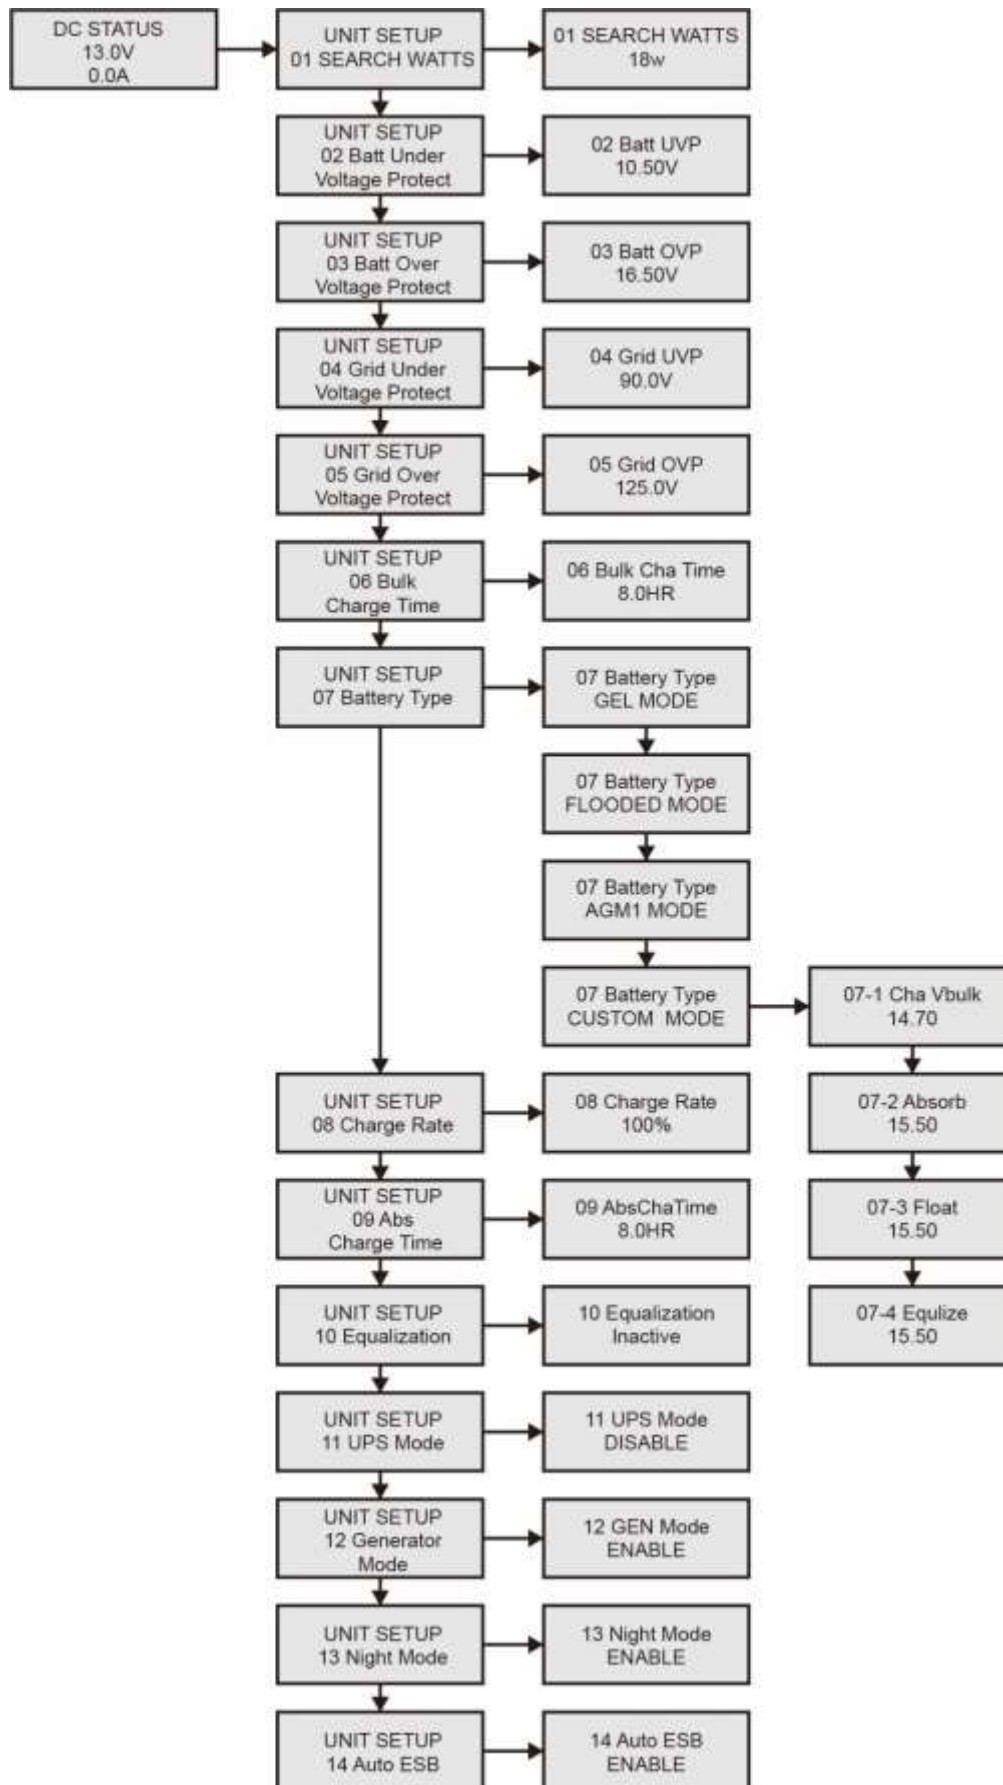 DC STATUS
13.0V
0.0A
UNIT SETUP
01 SEARCH WATTS
01 SEARCH WATTS
18w
UNIT SETUP
02 Batt Under
Voltage Protect
02 Batt UVP
10.50V
UNIT SETUP
03 Batt Over
Voltage Protect
03 Batt OVP
16.50V
UNIT SETUP
04 Grid Under
Voltage Protect
04 Grid UVP
90.0V
UNIT SETUP
05 Grid Over
Voltage Protect
05 Grid OVP
125.0V
UNIT SETUP
06 Bulk
Charge Time
06 Bulk Cha Time
8.0HR
UNIT SETUP
07 Battery Type
07 Battery Type
GEL MODE
07 Battery Type
FLOODED MODE
07 Battery Type
AGM1 MODE
07 Battery Type
CUSTOM MODE
07-1 Cha Vbulk
14.70
UNIT SETUP
08 Charge Rate
08 Charge Rate
100%
07-2 Absorb
15.50
UNIT SETUP
09 Abs
Charge Time
09 AbsChaTime
8.0HR
07-3 Float
15.50
UNIT SETUP
10 Equalization
10 Equalization
Inactive
07-4 Equlize
15.50
UNIT SETUP
11 UPS Mode
11 UPS Mode
DISABLE
UNIT SETUP
12 Generator
Mode
12 GEN Mode
ENABLE
UNIT SETUP
13 Night Mode
13 Night Mode
ENABLE
UNIT SETUP
14 Auto ESB
14 Auto ESB
ENABLE